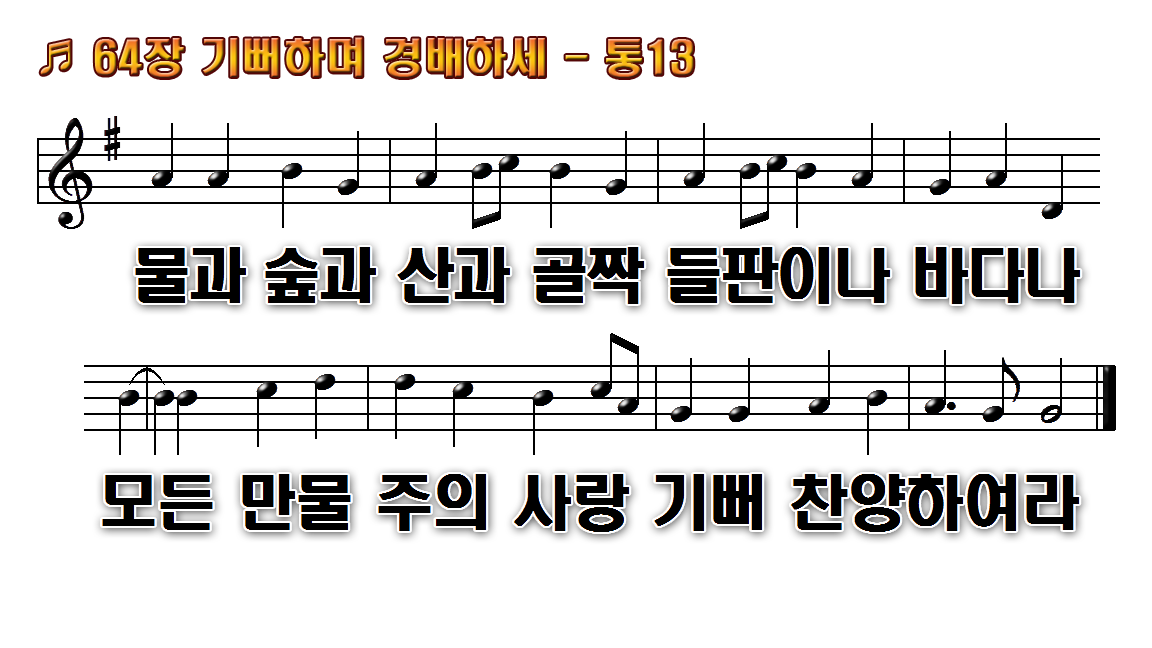 ♬ 64장 기뻐하며 경배하세 - 통13
물과 숲과 산과 골짝 들판이나 바다나
모든 만물 주의 사랑 기뻐 찬양하여라